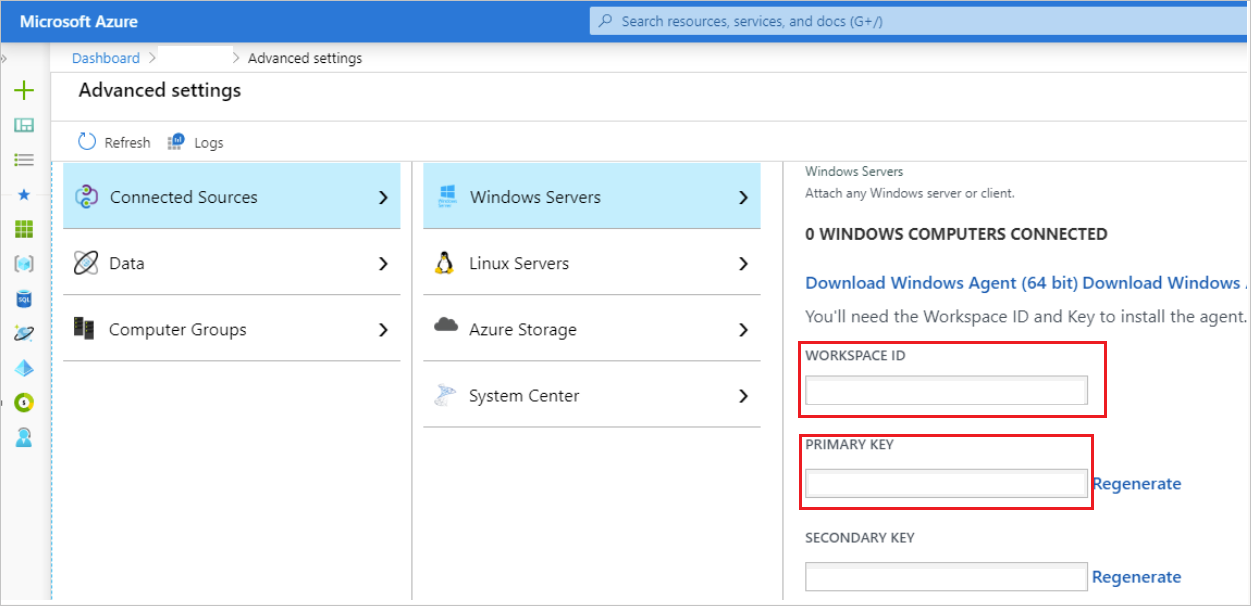 Microsoft Azure
Search resources, services, and docs (G+/)
Dashboard > > Advanced settings
Advanced settings
Refresh Logs
Connected Sources
Data
Computer Groups
Windows Servers
Linux Servers
Azure Storage
System Center
Windows Servers
Attach any Windows server or client.
0 WINDOWS COMPUTERS CONNECTED
Download Windows Agent (64 bit) Download Windows
You'll need the Workspace ID and Key to install the agent.
WORKSPACE ID
PRIMARY KEY
Regenerate
SECONDARY KEY
Regenerate